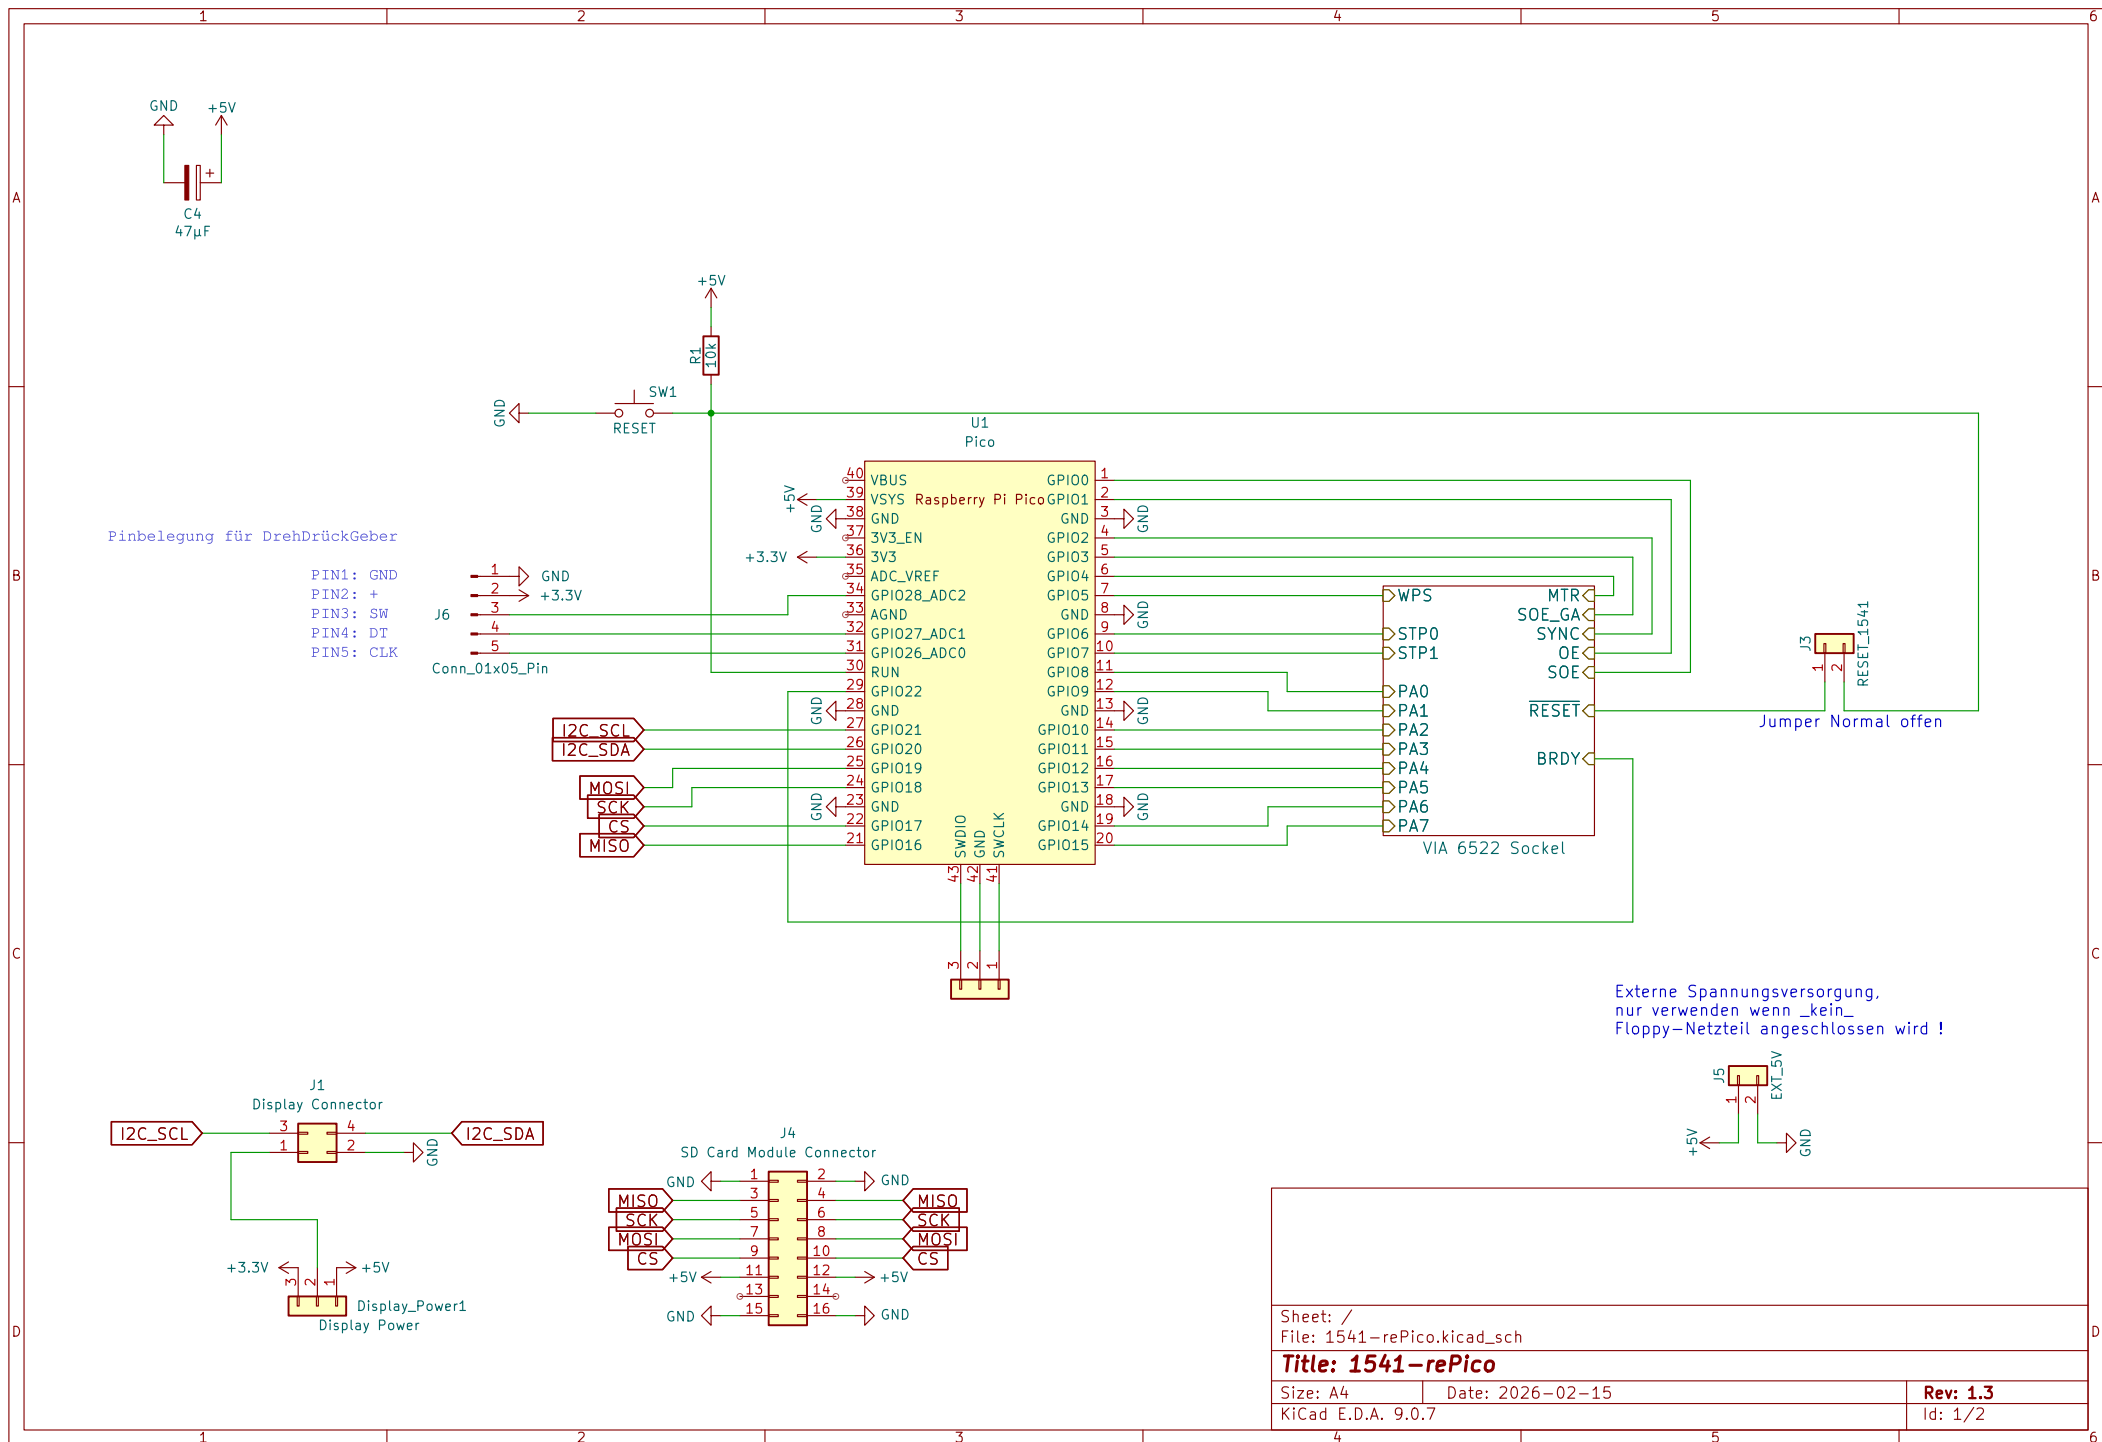 1 2 3 4 5 6
A
B
C
D
A
B
C
D
1 2 3 4 5 6
GND
+5V
+
C4
47µF
+5V
R1
10k
SW1
GND
RESET
U1
Pico
Raspberry Pi Pico
40 VBUS
39 VSYS
38 GND
37 3V3_EN
36 3V3
35 ADC_VREF
34 GPIO28_ADC2
33 AGND
32 GPIO27_ADC1
31 GPIO26_ADC0
30 RUN
29 GPIO22
28 GND
27 GPIO21
26 GPIO20
25 GPIO19
24 GPIO18
23 GND
22 GPIO17
21 GPIO16
GPIO0 1
GPIO1 2
GND 3
GPIO2 4
GPIO3 5
GPIO4 6
GPIO5 7
GND 8
GPIO6 9
GPIO7 10
GPIO8 11
GPIO9 12
GND 13
GPIO10 14
GPIO11 15
GPIO12 16
GPIO13 17
GND 18
GPIO14 19
GPIO15 20
SWDIO
GND
SWCLK
43
42
41
3
2
1
+5V
GND
+3.3V
GND
GND
GND
GND
GND
GND
Pinbelegung für DrehDrückGeber
PIN1: GND
PIN2: +
PIN3: SW
PIN4: DT
PIN5: CLK
J6
1 GND
2 +3.3V
3
4
5
Conn_01x05_Pin
I2C_SCL
I2C_SDA
MOSI
SCK
CS
MISO
WPS
STP0
STP1
PA0
PA1
PA2
PA3
PA4
PA5
PA6
PA7
MTR
SOE_GA
SYNC
OE
SOE
RESET
BRDY
VIA 6522 Sockel
J3
1
2
RESET_1541
Jumper Normal offen
Externe Spannungsversorgung,
nur verwenden wenn _kein_
Floppy-Netzteil angeschlossen wird !
J5
1
2
EXT_5V
+5V
GND
J1
Display Connector
I2C_SCL 3 4 I2C_SDA
1 2 GND
+3.3V 3 2 1 +5V
Display_Power1
Display Power
J4
SD Card Module Connector
GND 1 2 GND
MISO 3 4 MISO
SCK 5 6 SCK
MOSI 7 8 MOSI
CS 9 10 CS
+5V 11 12 +5V
13 14
GND 15 16 GND
Sheet: /
File: 1541-rePico.kicad_sch
Title: 1541-rePico
Size: A4 Date: 2026-02-15 Rev: 1.3
KiCad E.D.A. 9.0.7 Id: 1/2